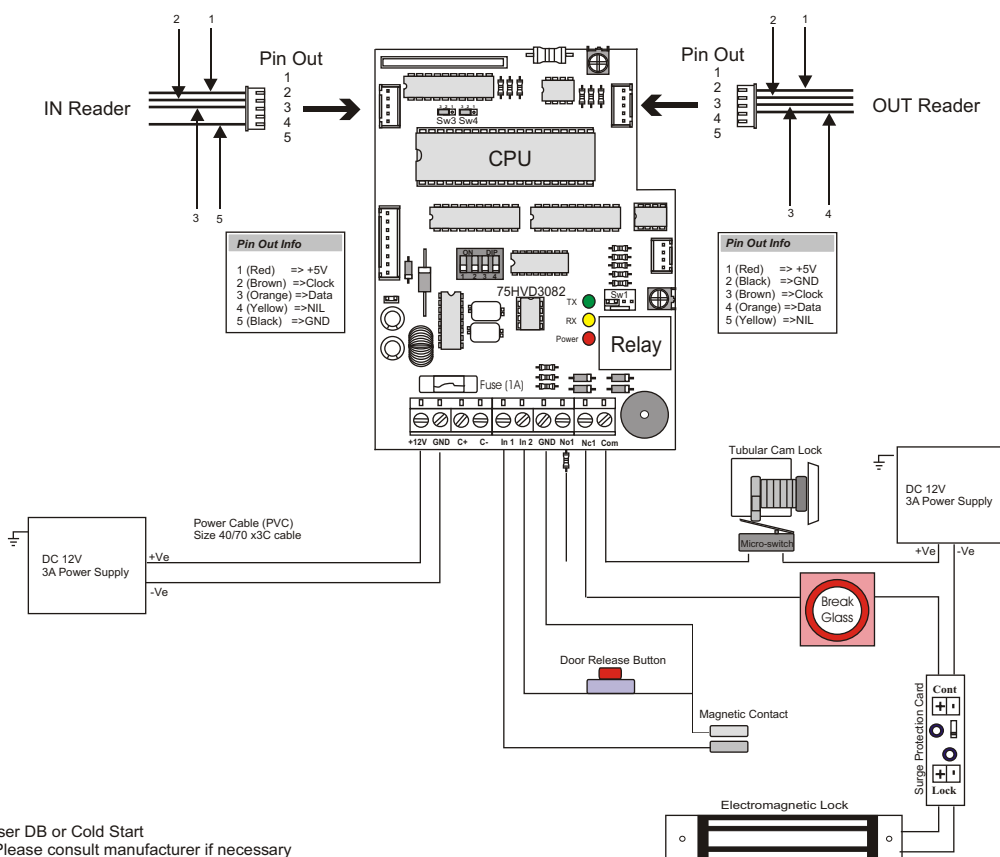 2
1
Pin Out
1
2
3
4
5
IN Reader
3
5
Pin Out Info
1 (Red) => +5V
2 (Brown) =>Clock
3 (Orange) =>Data
4 (Yellow) =>NIL
5 (Black) =>GND
Sw3 Sw4
CPU
ON DIP
1 2 3 4
75HVD3082
TX
RX
Power
Sw1
Relay
Fuse (1A)
+12V GND C+ C- In 1 In 2 GND No1 Nc1 Com
2
1
Pin Out
1
2
3
4
5
OUT Reader
3
4
Pin Out Info
1 (Red) => +5V
2 (Black) =>GND
3 (Brown) =>Clock
4 (Orange) =>Data
5 (Yellow) =>NIL
Tubular Cam Lock
Micro-switch
DC 12V
3A Power Supply
+Ve -Ve
Power Cable (PVC)
Size 40/70 x3C cable
DC 12V
3A Power Supply
+Ve
-Ve
Break
Glass
Door Release Button
Magnetic Contact
Surge Protection Card
Cont
+ -
+ -
Lock
Electromagnetic Lock
ser DB or Cold Start
Please consult manufacturer if necessary